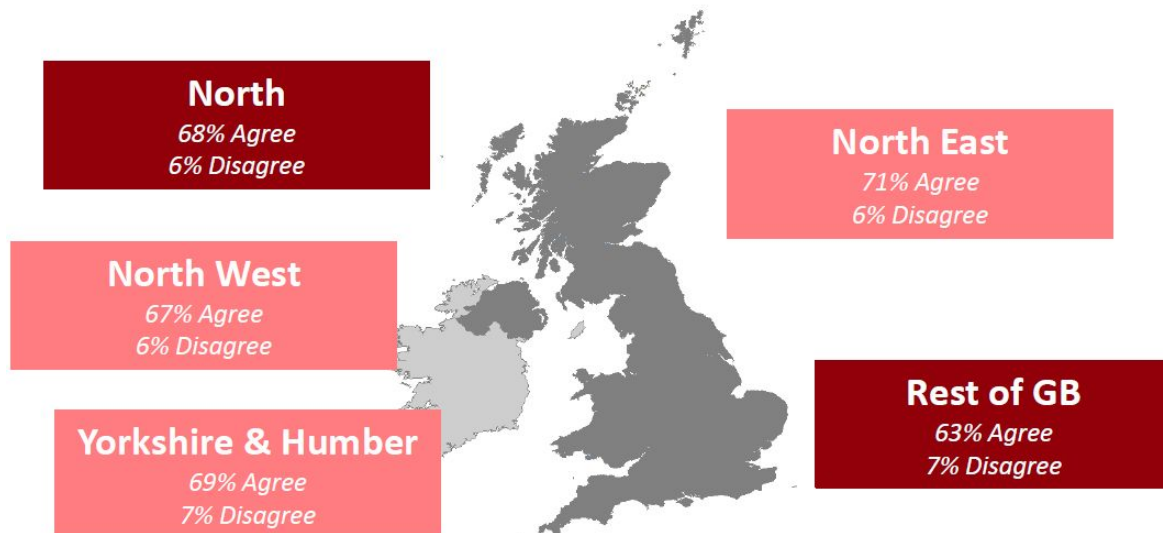 North
68% Agree
6% Disagree
North East
71% Agree
6% Disagree
North West
67% Agree
6% Disagree
Rest of GB
63% Agree
7% Disagree
Yorkshire & Humber
69% Agree
7% Disagree